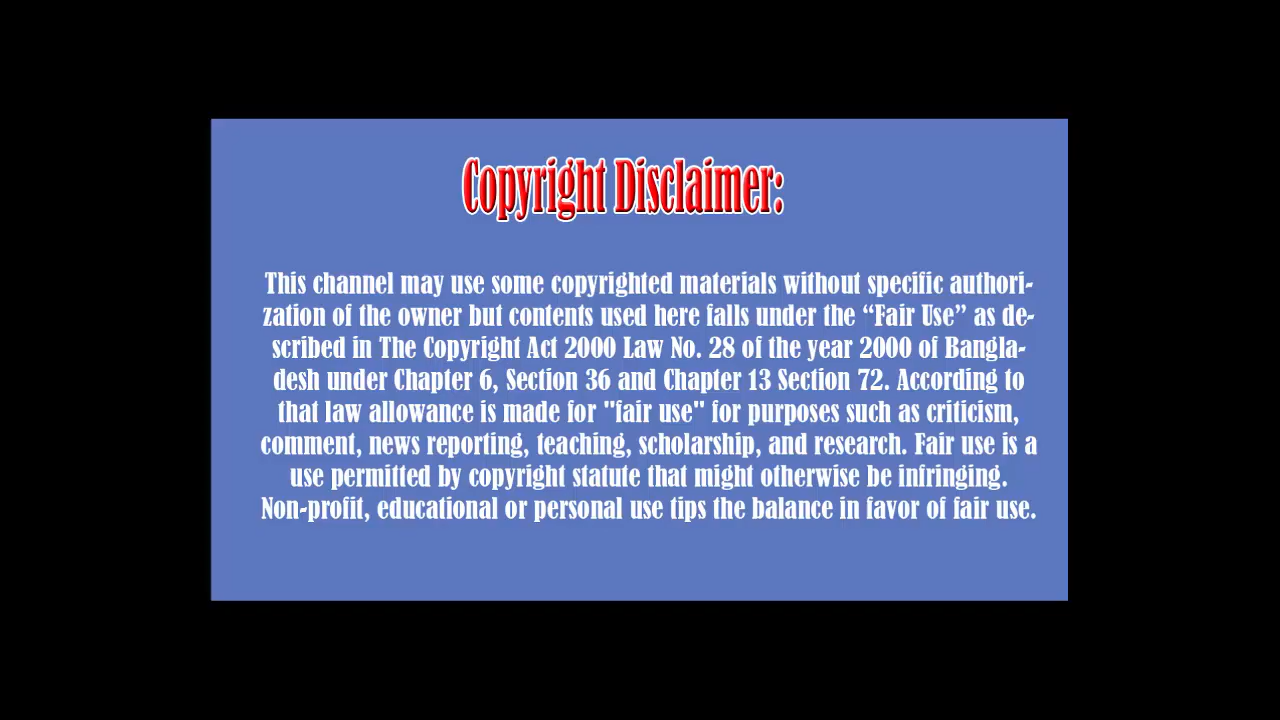 Copyright Disclaimer:
This channel may use some copyrighted materials without specific authori-
zation of the owner but contents used here falls under the “Fair Use” as de-
scribed in The Copyright Act 2000 Law No. 28 of the year 2000 of Bangla-
desh under Chapter 6, Section 36 and Chapter 13 Section 72. According to
that law allowance is made for "fair use" for purposes such as criticism,
comment, news reporting, teaching, scholarship, and research. Fair use is a
use permitted by copyright statute that might otherwise be infringing.
Non-profit, educational or personal use tips the balance in favor of fair use.